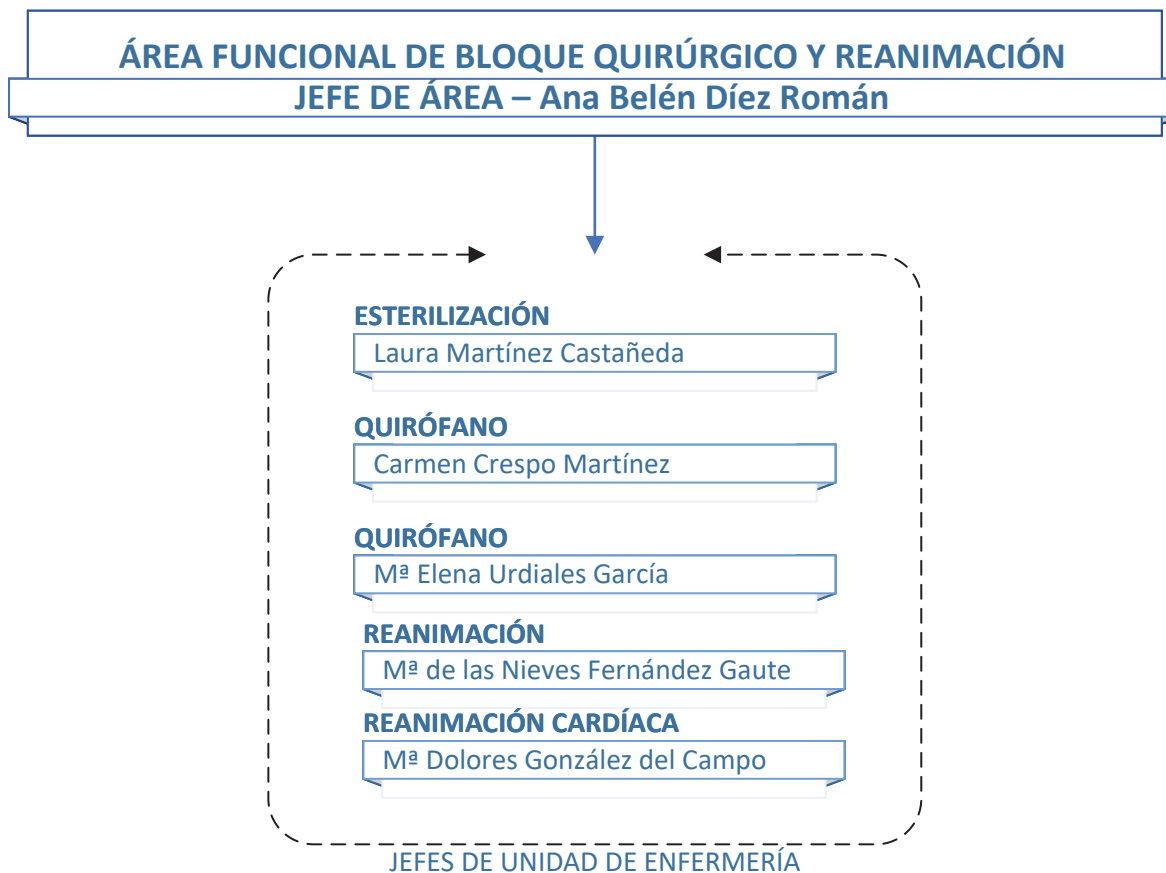 ÁREA FUNCIONAL DE BLOQUE QUIRÚRGICO Y REANIMACIÓN
JEFE DE ÁREA – Ana Belén Díez Román
ESTERILIZACIÓN
Laura Martínez Castañeda
QUIRÓFANO
Carmen Crespo Martínez
QUIRÓFANO
Mª Elena Urdiales García
REANIMACIÓN
Mª de las Nieves Fernández Gaute
REANIMACIÓN CARDÍACA
Mª Dolores González del Campo
JEFES DE UNIDAD DE ENFERMERÍA